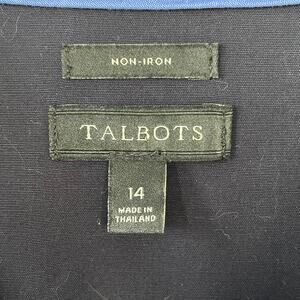 NON-IRON
TALBOTS
14
MADE IN
THAILAND